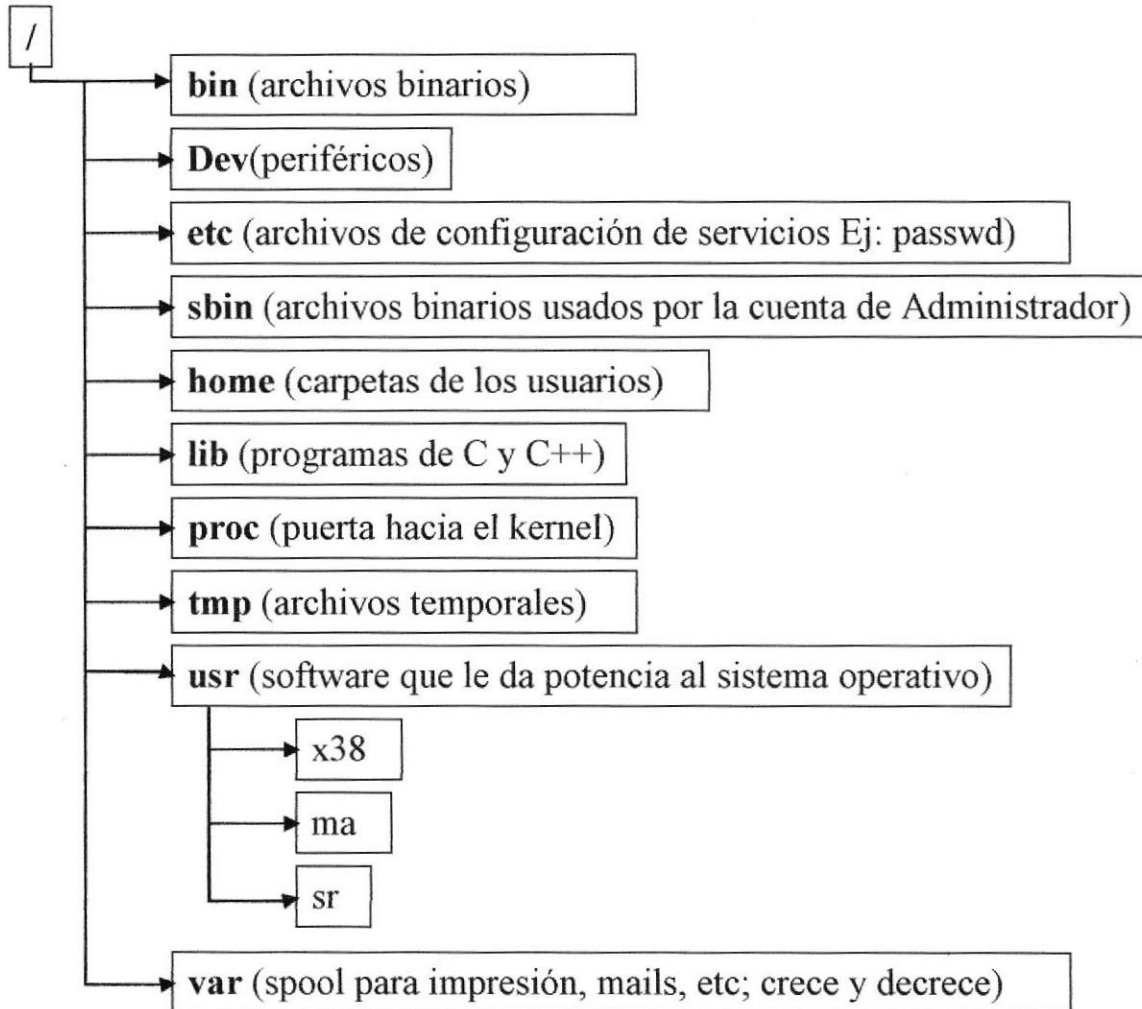 /
bin (archivos binarios)
Dev(periféricos)
etc (archivos de configuración de servicios Ej: passwd)
sbin (archivos binarios usados por la cuenta de Administrador)
home (carpetas de los usuarios)
lib (programas de C y C++)
proc (puerta hacia el kernel)
tmp (archivos temporales)
usr (software que le da potencia al sistema operativo)
x38
ma
sr
var (spool para impresión, mails, etc; crece y decrece)